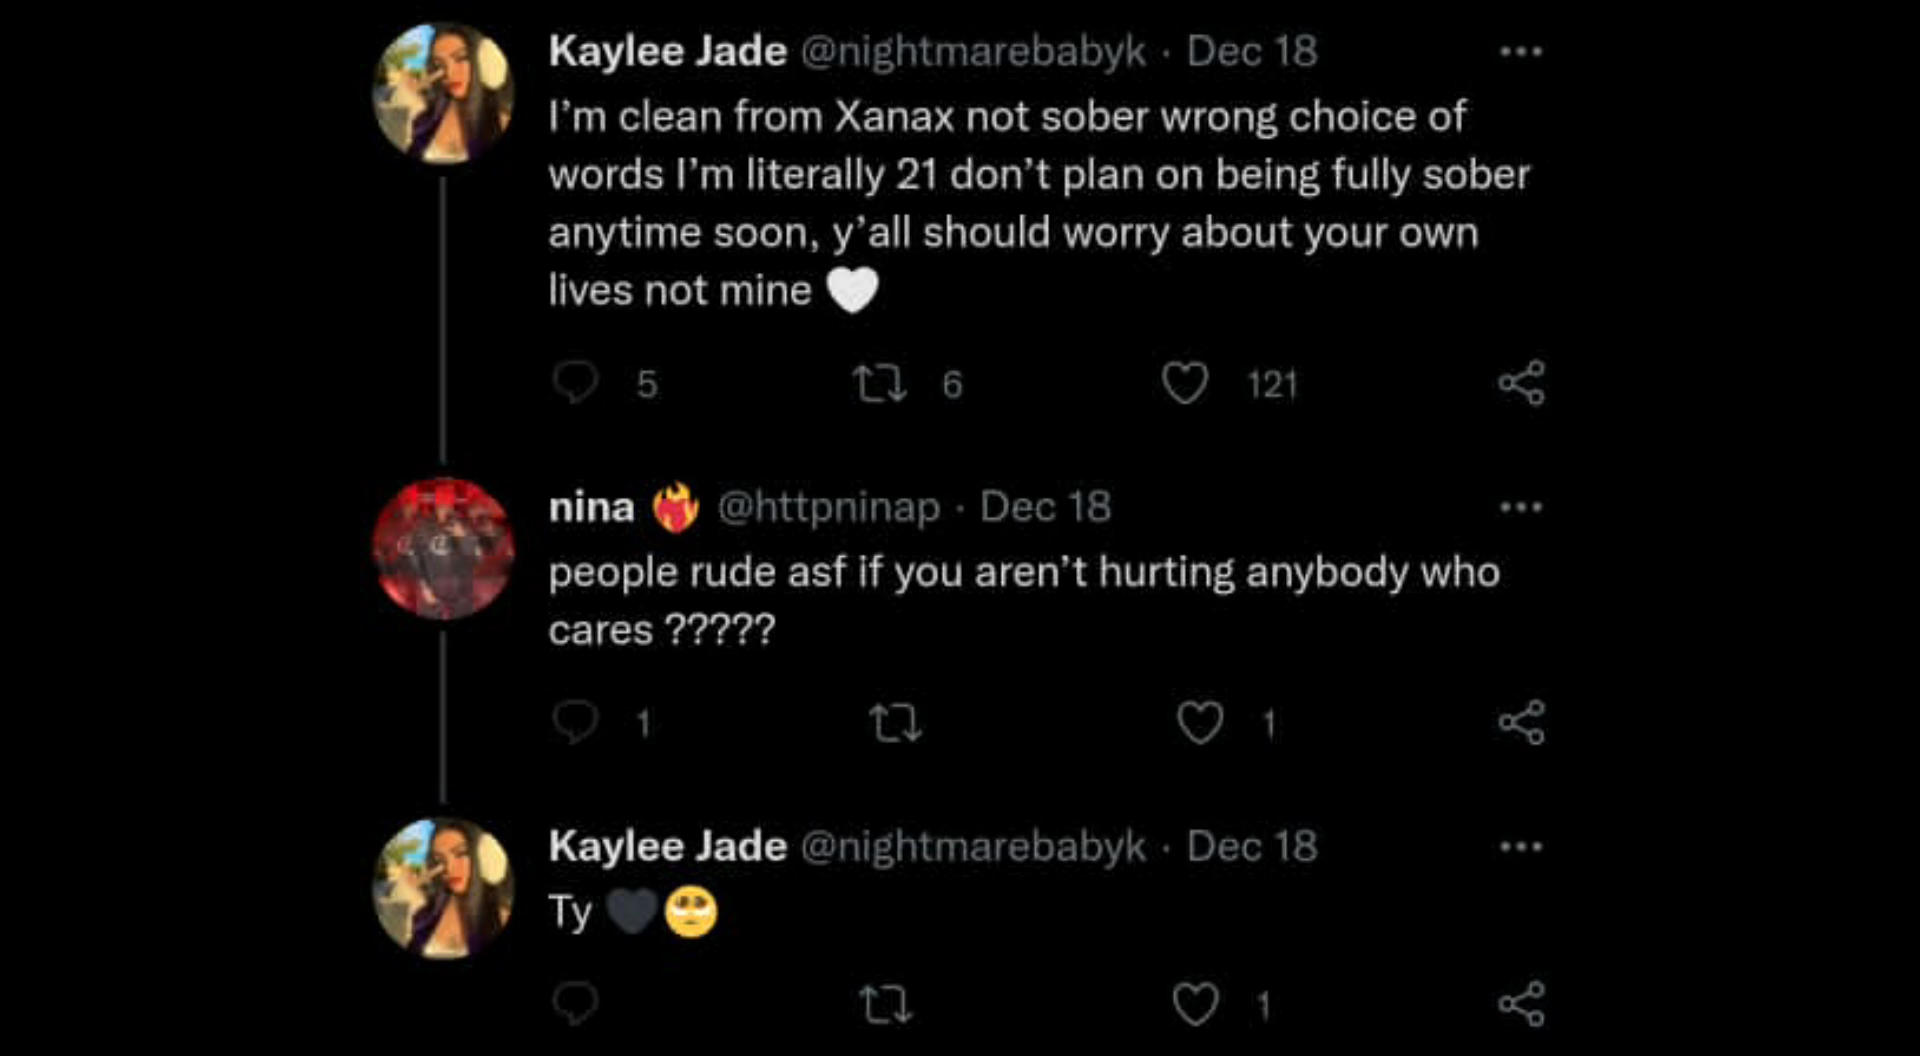 Kaylee Jade @nightmarebabyk · Dec 18
I’m clean from Xanax not sober wrong choice of
words I’m literally 21 don’t plan on being fully sober
anytime soon, y’all should worry about your own
lives not mine 🤍
5 6 121
nina ❤️‍🔥 @httpninap · Dec 18
people rude asf if you aren’t hurting anybody who
cares ?????
1 1
Kaylee Jade @nightmarebabyk · Dec 18
Ty 🖤🥺
1